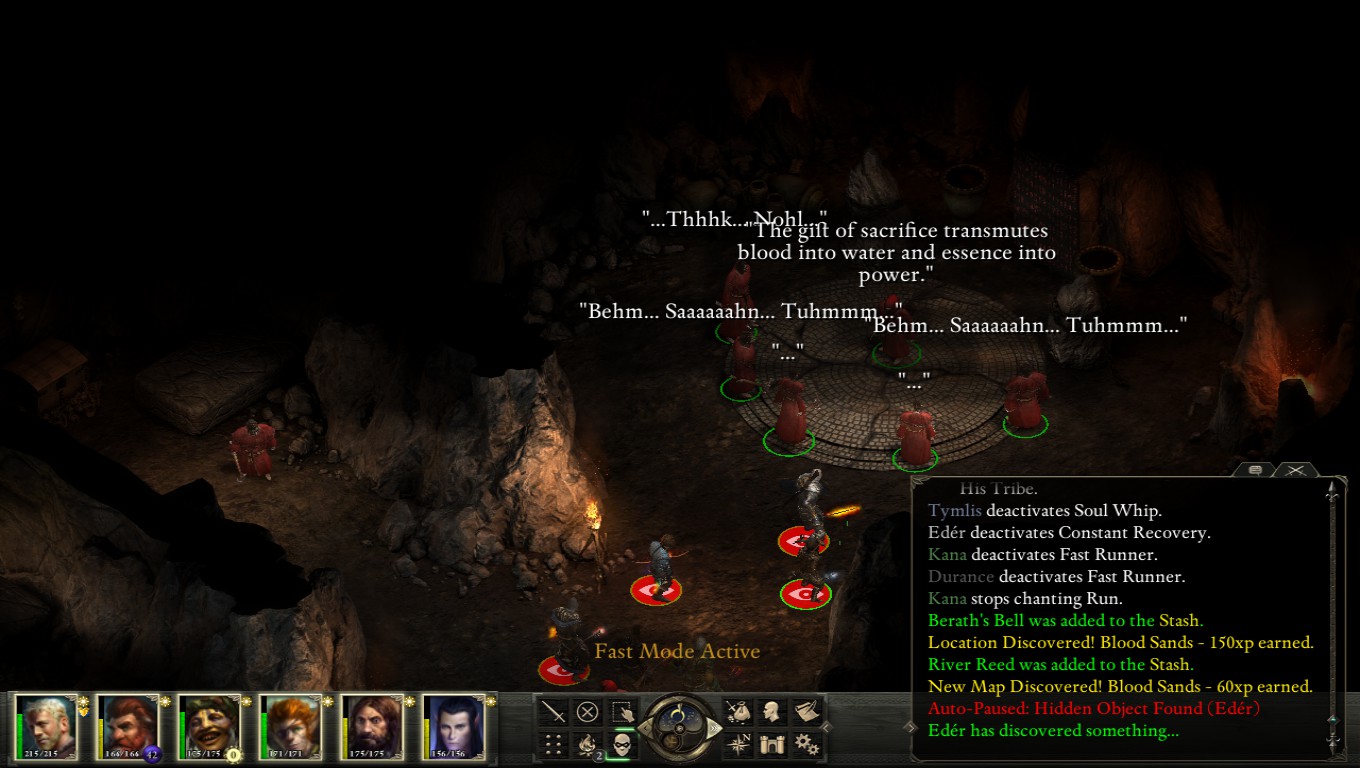 "...Thhhk... Nohl..."
"The gift of sacrifice transmutes
blood into water and essence into
power."
"Behm... Saaaaaahn... Tuhmmm..."
"Behm... Saaaaaahn... Tuhmmm..."
"..."
"..."
His Tribe.
Tymlis deactivates Soul Whip.
Edér deactivates Constant Recovery.
Kana deactivates Fast Runner.
Durance deactivates Fast Runner.
Kana stops chanting Run.
Berath's Bell was added to the Stash.
Location Discovered! Blood Sands - 150xp earned.
River Reed was added to the Stash.
New Map Discovered! Blood Sands - 60xp earned.
Auto-Paused: Hidden Object Found (Edér)
Edér has discovered something...
Fast Mode Active
215/215
166/166
42
175/175
0
171/171
175/175
156/156
2